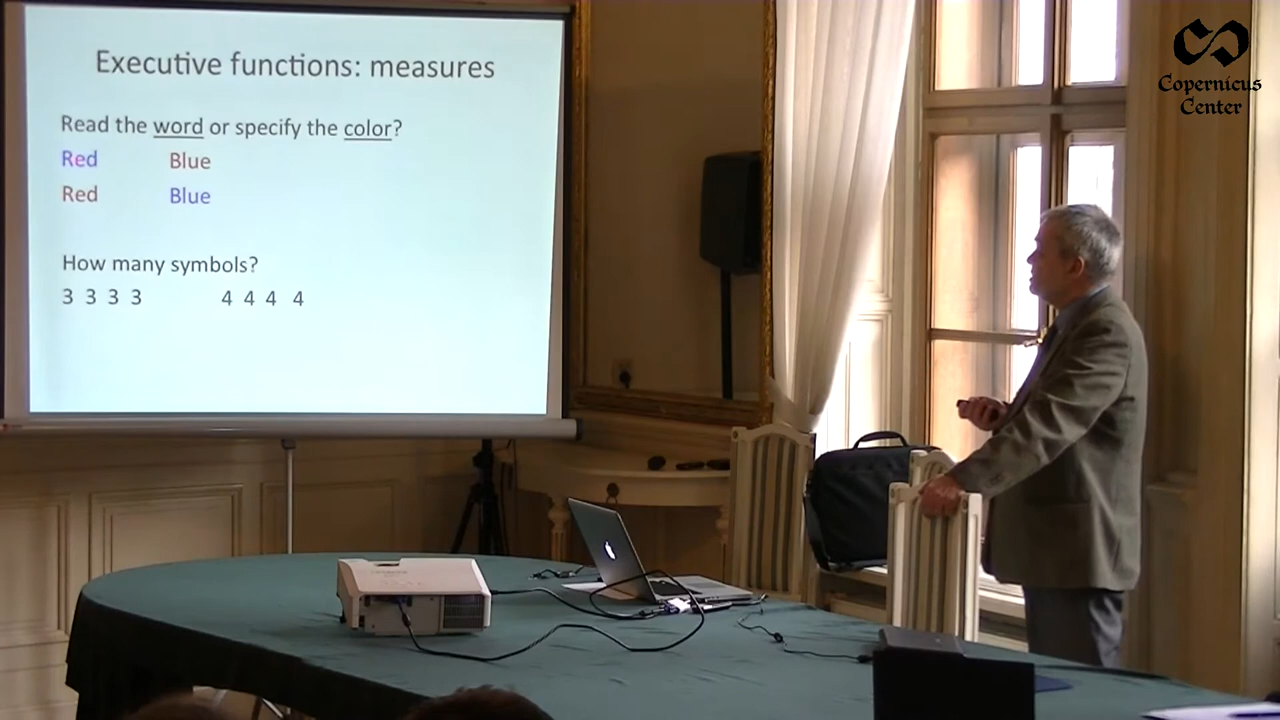 Executive functions: measures
Read the word or specify the color?
Red Blue
Red Blue
How many symbols?
3 3 3 3 4 4 4 4
Copernicus
Center